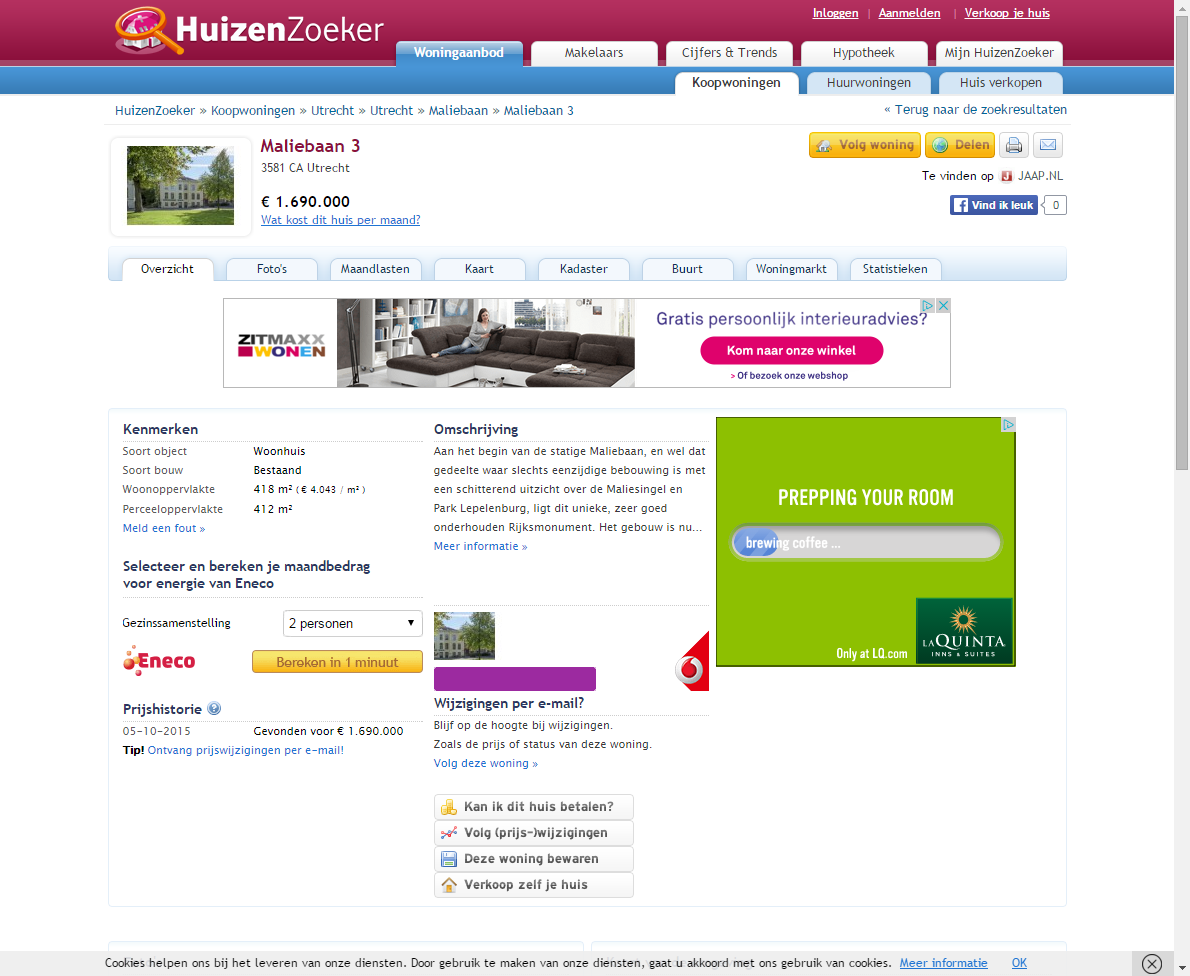 Inloggen | Aanmelden | Verkoop je huis
HuizenZoeker
Woningaanbod
Makelaars
Cijfers & Trends
Hypotheek
Mijn HuizenZoeker
Koopwoningen
Huurwoningen
Huis verkopen
HuizenZoeker » Koopwoningen » Utrecht » Utrecht » Maliebaan » Maliebaan 3
« Terug naar de zoekresultaten
Maliebaan 3
3581 CA Utrecht
€ 1.690.000
Wat kost dit huis per maand?
Volg woning
Delen
Te vinden op JAAP.NL
Vind ik leuk
0
Overzicht
Foto's
Maandlasten
Kaart
Kadaster
Buurt
Woningmarkt
Statistieken
ZITMAXX
WONEN
Gratis persoonlijk interieuradvies?
Kom naar onze winkel
> Of bezoek onze webshop
Kenmerken
Soort object Woonhuis
Soort bouw Bestaand
Woonoppervlakte 418 m² ( € 4.043 / m² )
Perceeloppervlakte 412 m²
Meld een fout »
Selecteer en bereken je maandbedrag
voor energie van Eneco
Gezinssamenstelling 2 personen
Eneco
Bereken in 1 minuut
Prijshistorie
05-10-2015 Gevonden voor € 1.690.000
Tip! Ontvang prijswijzigingen per e-mail!
Omschrijving
Aan het begin van de statige Maliebaan, en wel dat
gedeelte waar slechts eenzijdige bebouwing is met
een schitterend uitzicht over de Maliesingel en
Park Lepelenburg, ligt dit unieke, zeer goed
onderhouden Rijksmonument. Het gebouw is nu...
Meer informatie »
Wijzigingen per e-mail?
Blijf op de hoogte bij wijzigingen.
Zoals de prijs of status van deze woning.
Volg deze woning »
Kan ik dit huis betalen?
Volg (prijs-)wijzigingen
Deze woning bewaren
Verkoop zelf je huis
PREPPING YOUR ROOM
brewing coffee ...
Only at LQ.com
LAQUINTA
INNS & SUITES
Cookies helpen ons bij het leveren van onze diensten. Door gebruik te maken van onze diensten, gaat u akkoord met ons gebruik van cookies. Meer informatie OK